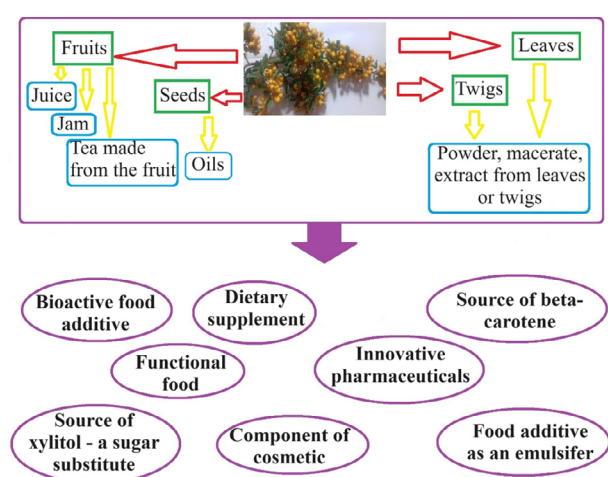 Fruits
Leaves
Juice
Seeds
Twigs
Jam
Tea made
from the fruit
Oils
Powder, macerate,
extract from leaves
or twigs
Bioactive food
additive
Dietary
supplement
Source of beta-
carotene
Functional
food
Innovative
pharmaceuticals
Source of
xylitol - a sugar
substitute
Component of
cosmetic
Food additive
as an emulsifer